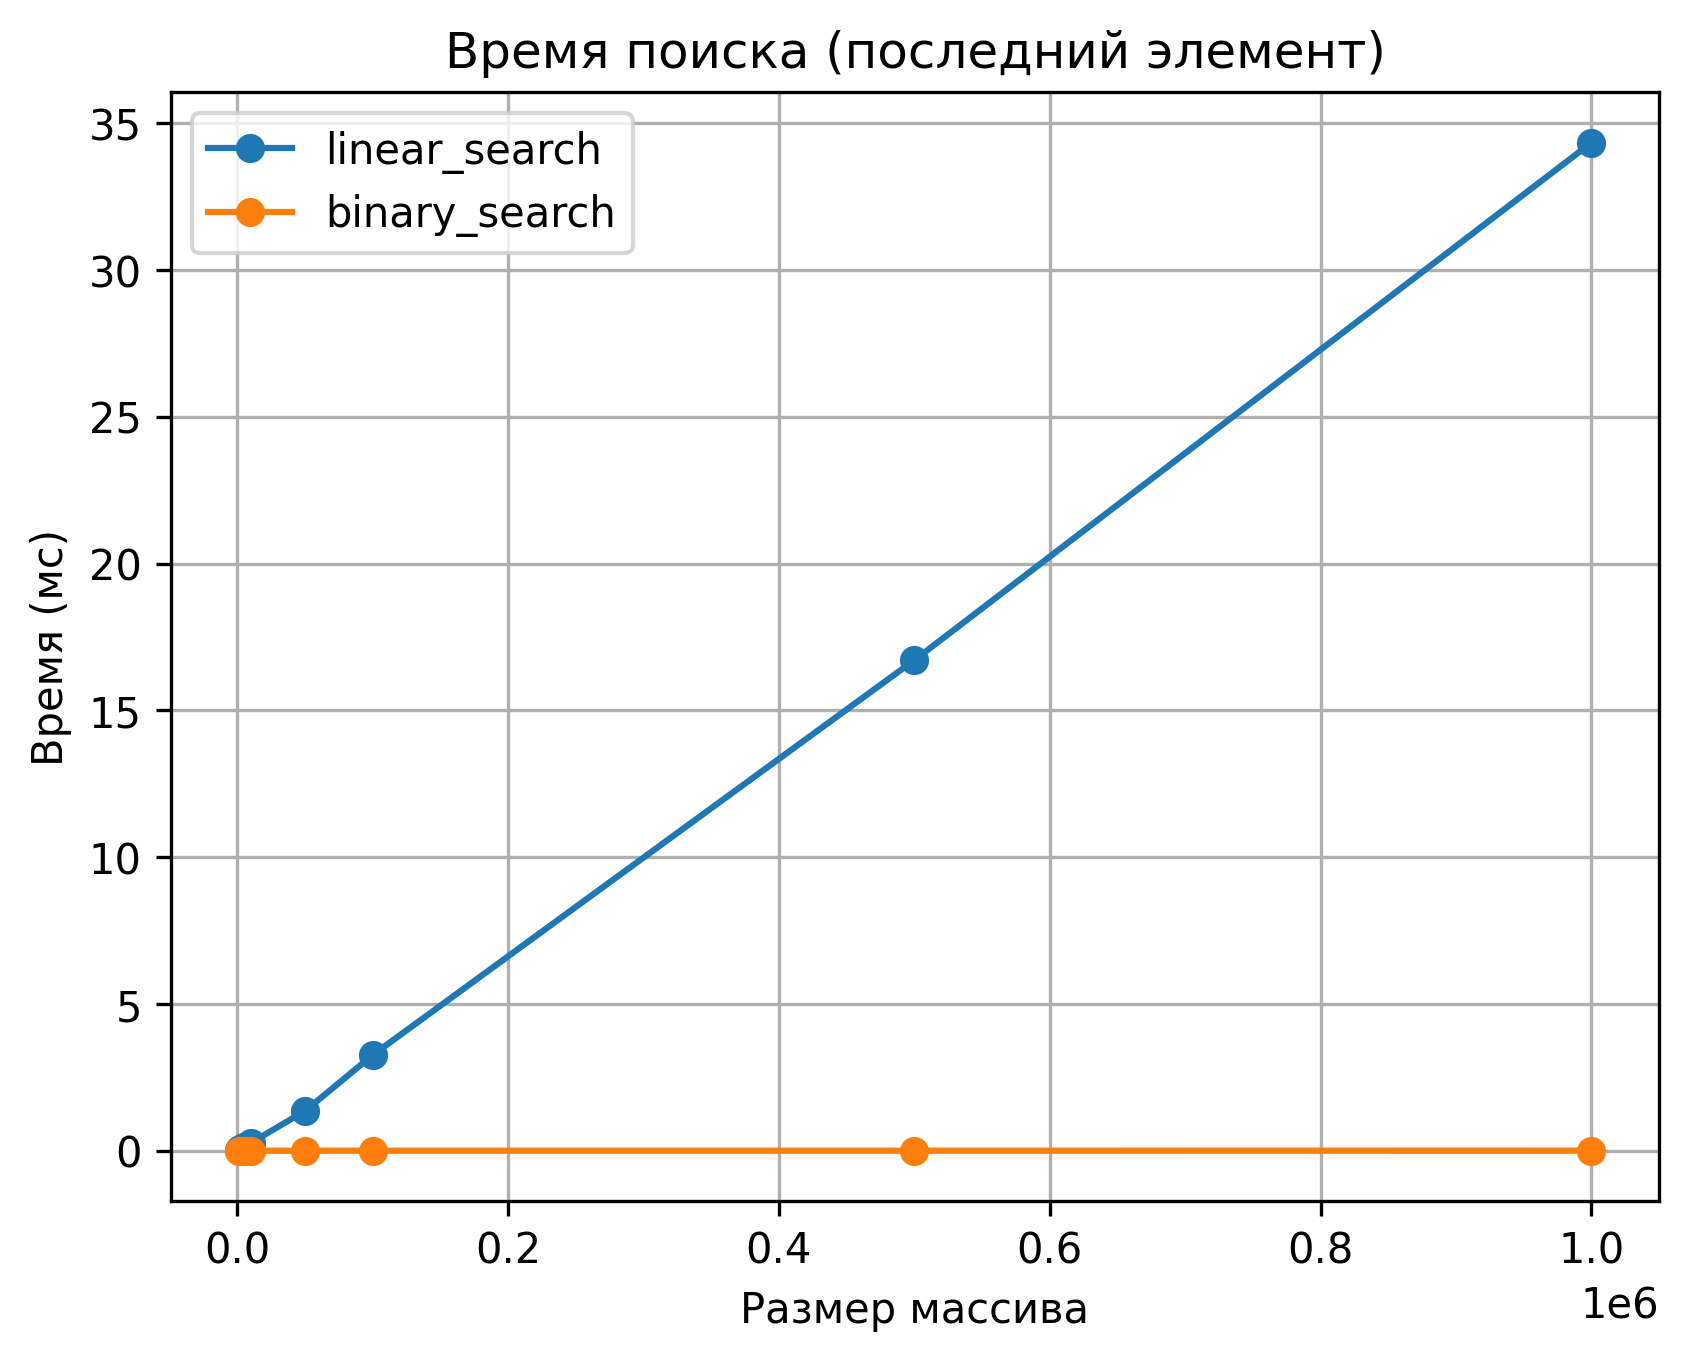 Время поиска (последний элемент)
linear_search
binary_search
Время (мс)
35
30
25
20
15
10
5
0
0.0 0.2 0.4 0.6 0.8 1.0
1e6
Размер массива